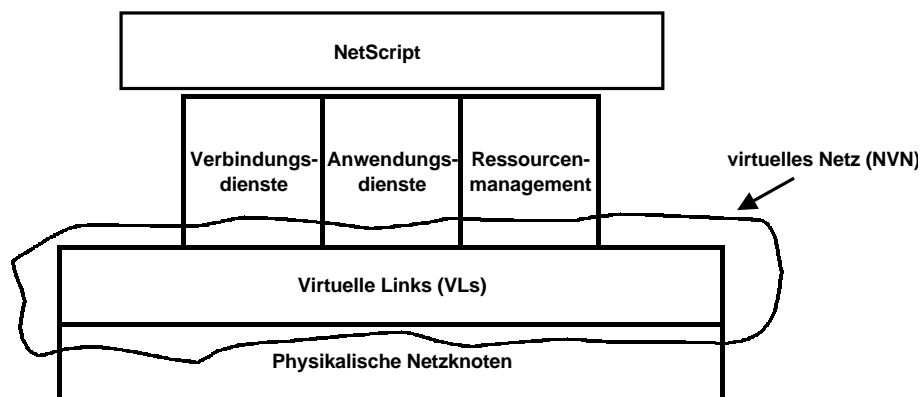 NetScript
Verbindungs-
dienste
Anwendungs-
dienste
Ressourcen-
management
virtuelles Netz (NVN)
Virtuelle Links (VLs)
Physikalische Netzknoten